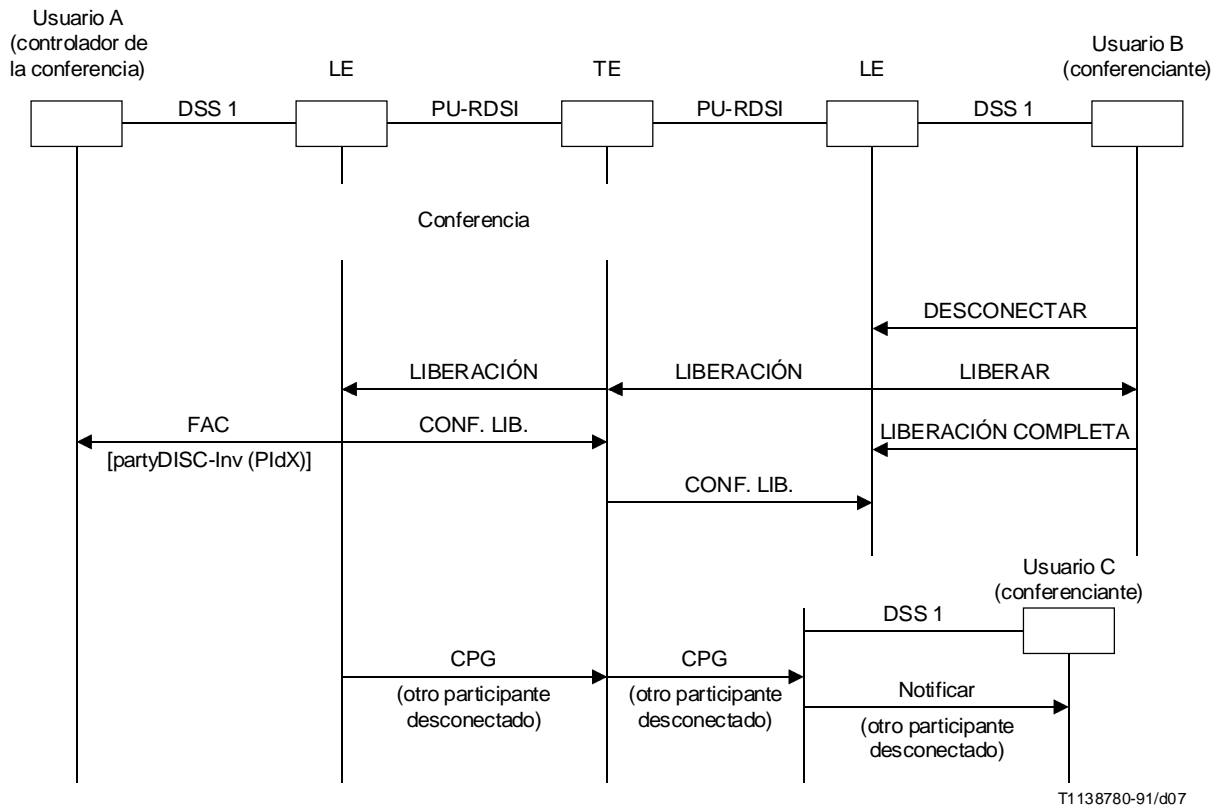 Usuario A
(controlador de
la conferencia)
LE
TE
LE
Usuario B
(conferenciante)
DSS 1
PU-RDSI
PU-RDSI
DSS 1
Conferencia
DESCONECTAR
LIBERACIÓN
LIBERACIÓN
LIBERAR
FAC
CONF. LIB.
LIBERACIÓN COMPLETA
[partyDISC-Inv (PIdX)]
CONF. LIB.
Usuario C
(conferenciante)
DSS 1
CPG
CPG
(otro participante
desconectado)
(otro participante
desconectado)
Notificar
(otro participante
desconectado)
T1138780-91/d07